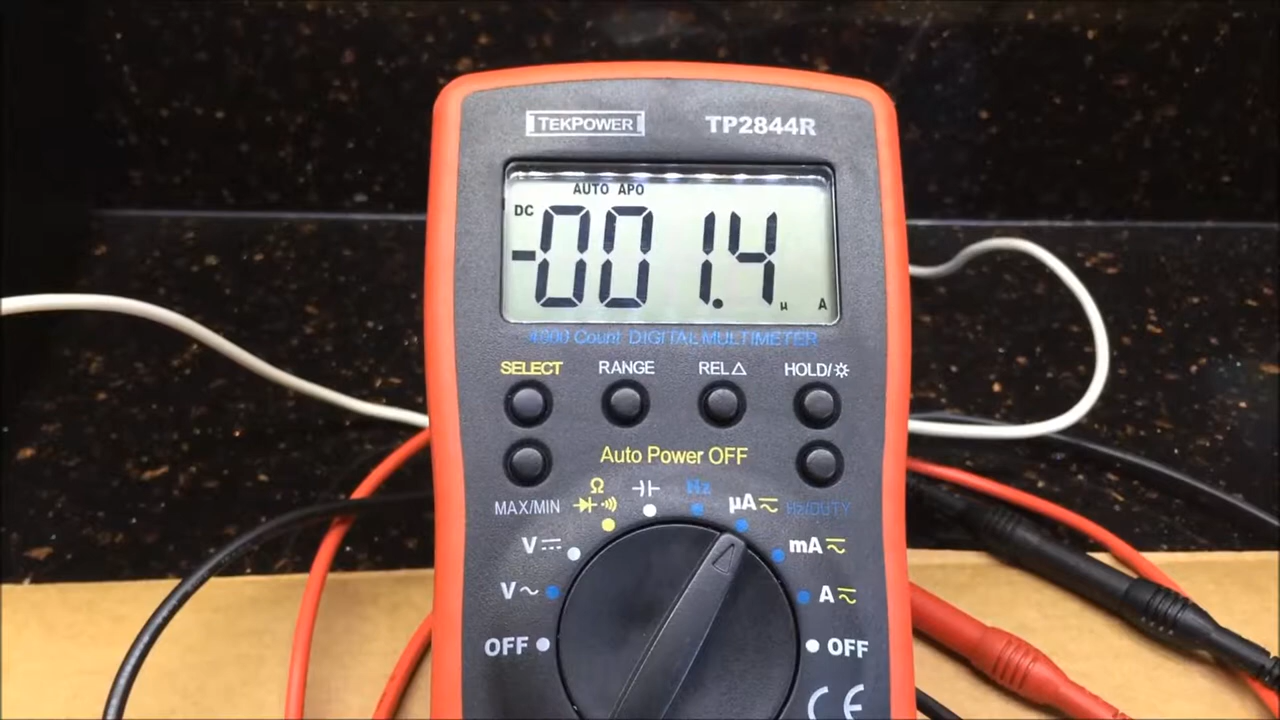 TEKPOWER TP2844R
AUTO APO
DC
-001.4 µ A
4000 Count DIGITAL MULTIMETER
SELECT RANGE REL△ HOLD/☼
Auto Power OFF
MAX/MIN Ω Hz µA Hz/DUTY
V mA
V~ A
OFF OFF
CE